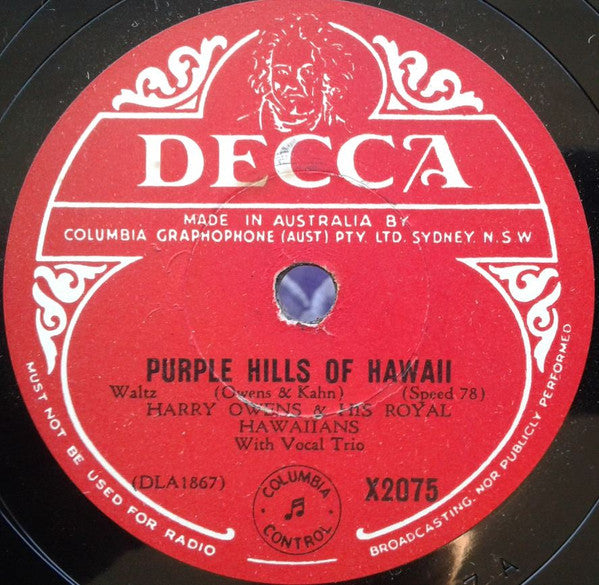 DECCA
MADE IN AUSTRALIA BY
COLUMBIA GRAPHOPHONE (AUST) PTY. LTD. SYDNEY. N.S.W
PURPLE HILLS OF HAWAII
Waltz (Owens & Kahn) (Speed 78)
HARRY OWENS & HIS ROYAL
HAWAIIANS
With Vocal Trio
(DLA1867)
COLUMBIA
CONTROL
X2075
MUST NOT BE USED FOR RADIO
BROADCASTING, NOR PUBLICLY PERFORMED